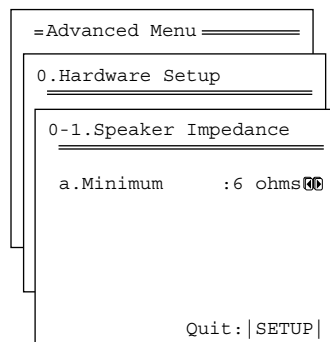 =Advanced Menu
0.Hardware Setup
0-1.Speaker Impedance
a.Minimum :6 ohms
Quit:|SETUP|